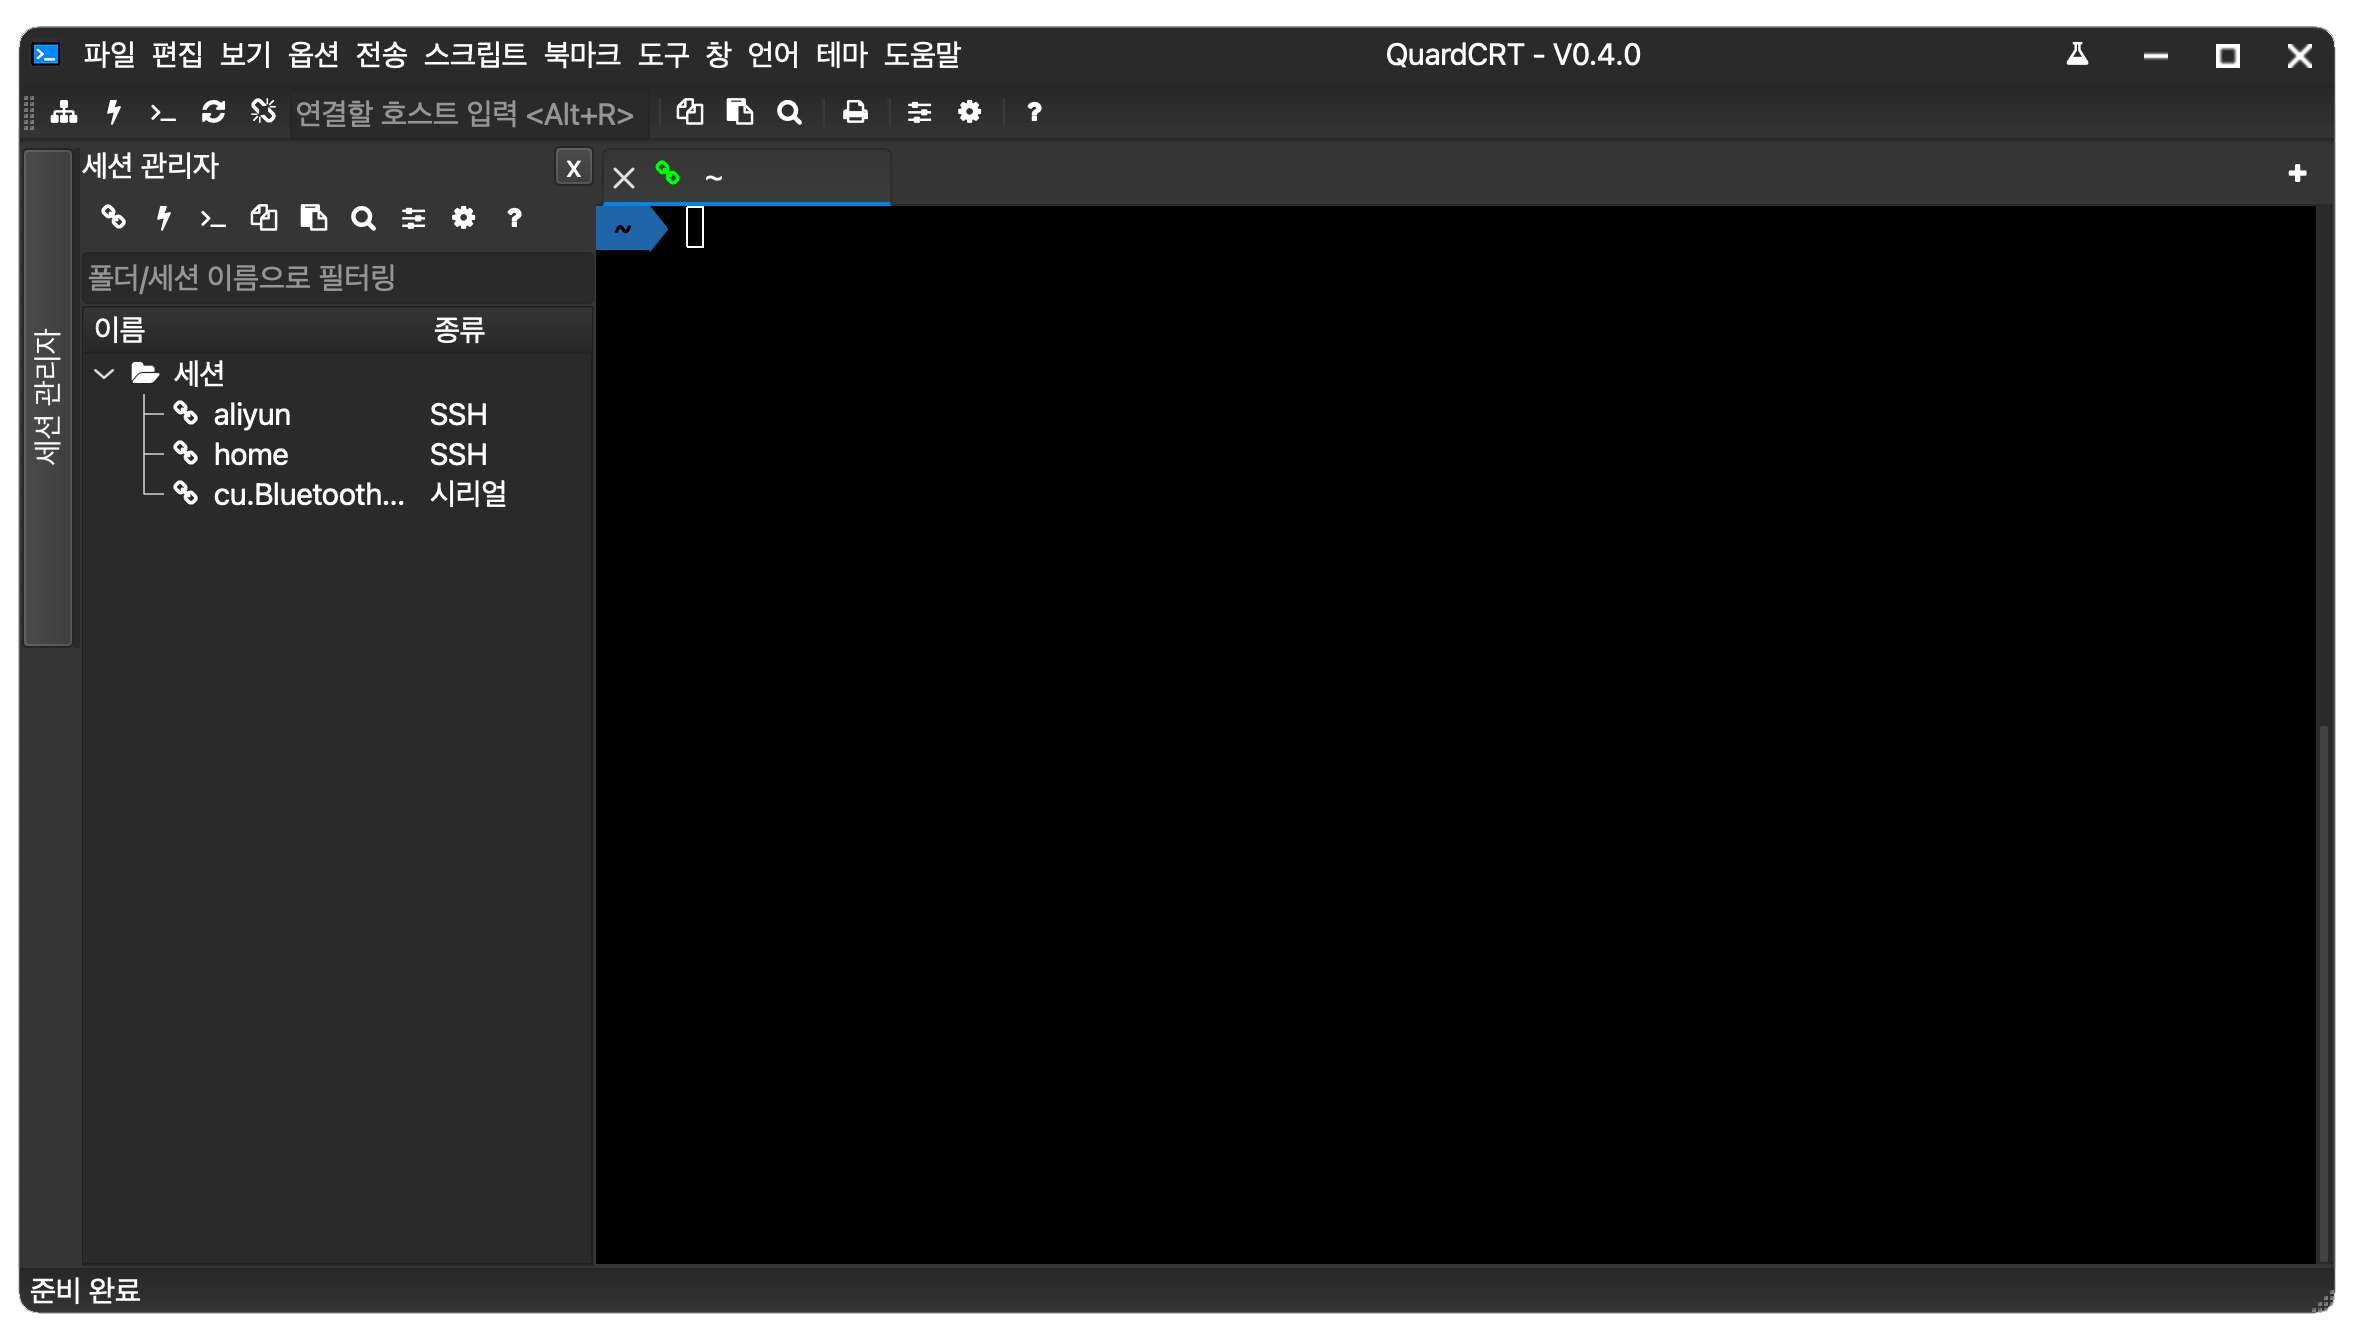 파일 편집 보기 옵션 전송 스크립트 북마크 도구 창 언어 테마 도움말
QuardCRT - V0.4.0
연결할 호스트 입력 <Alt+R>
세션 관리자
세션 관리자
x
~
폴더/세션 이름으로 필터링
이름 종류
세션
aliyun SSH
home SSH
cu.Bluetooth... 시리얼
~
준비 완료